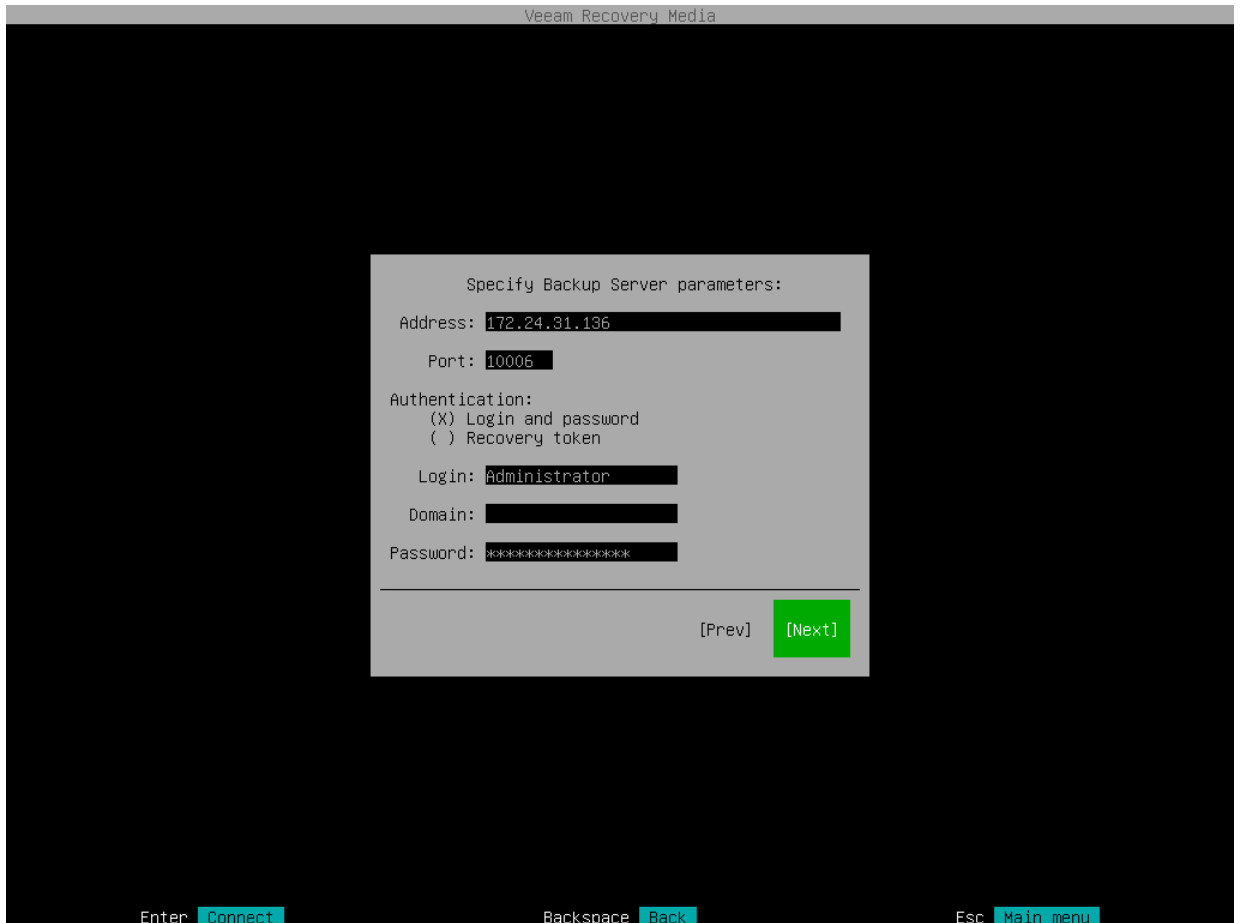 Veeam Recovery Media
Specify Backup Server parameters:
Address: 172.24.31.136
Port: 10006
Authentication:
(X) Login and password
( ) Recovery token
Login: Administrator
Domain:
Password: ***************
[Prev] [Next]
Enter Connect Backspace Back Esc Main menu